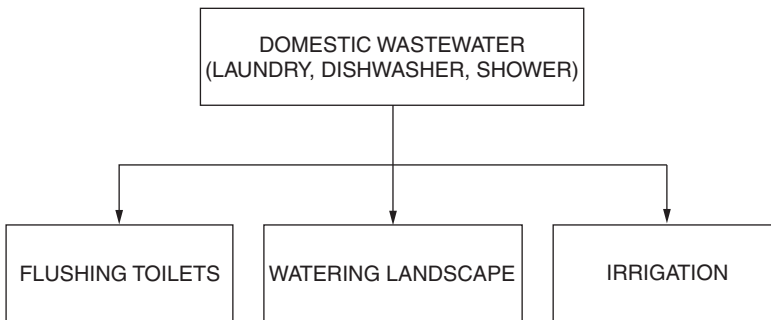 DOMESTIC WASTEWATER
(LAUNDRY, DISHWASHER, SHOWER)
FLUSHING TOILETS
WATERING LANDSCAPE
IRRIGATION